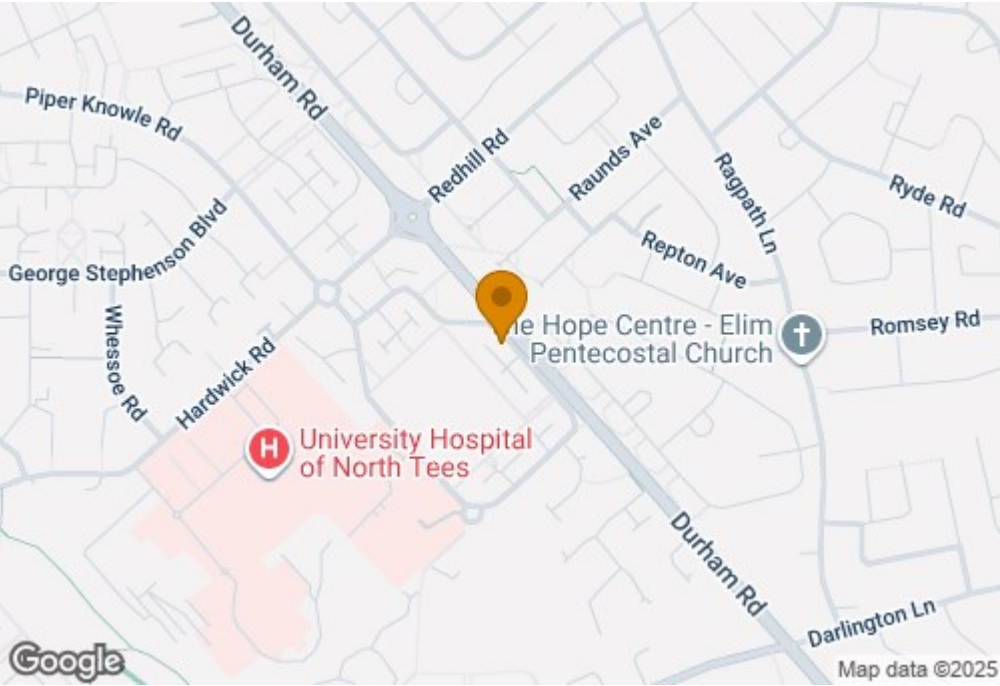 Durham Rd
Piper Knowle Rd
Redhill Rd
Raunds Ave
Ragpath Ln
Ryde Rd
George Stephenson Blvd
Repton Ave
Whessoe Rd
Hope Centre - Elim
Pentecostal Church
Romsey Rd
Hardwick Rd
H
University Hospital
of North Tees
Durham Rd
Darlington Ln
Google
Map data ©2025